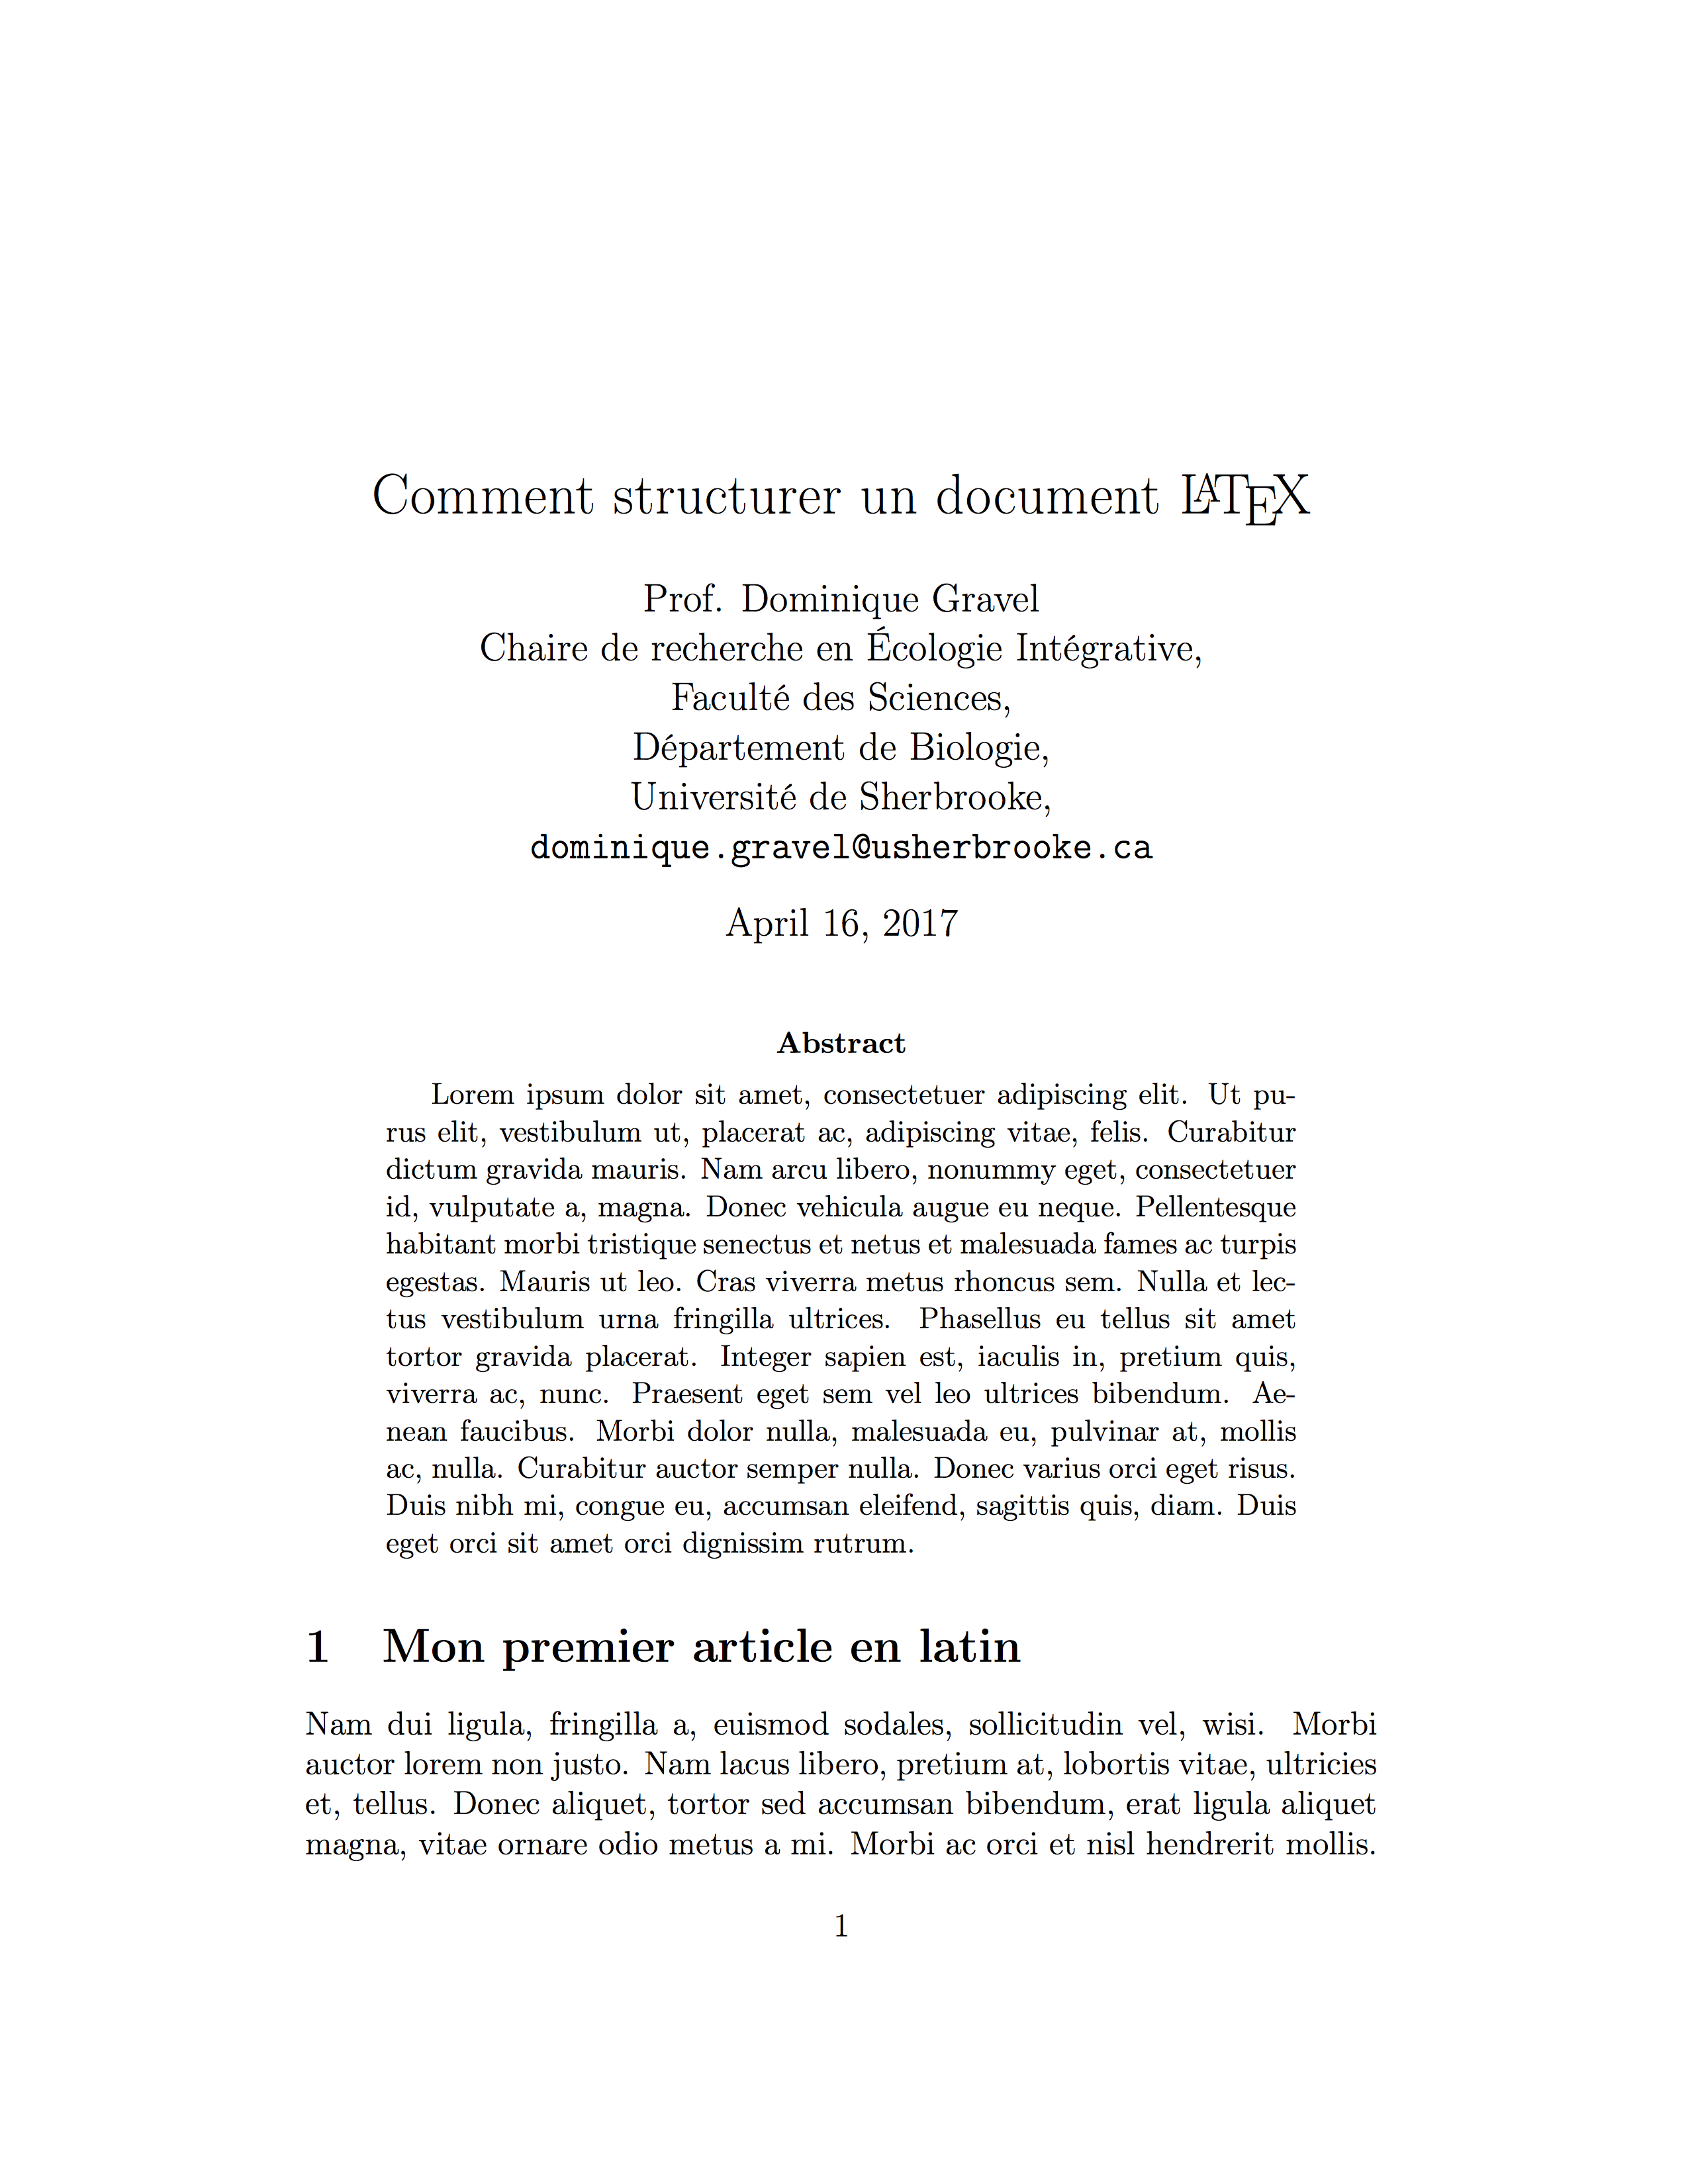 Comment structurer un document LATEX
Prof. Dominique Gravel
Chaire de recherche en Écologie Intégrative,
Faculté des Sciences,
Département de Biologie,
Université de Sherbrooke,
dominique.gravel@usherbrooke.ca
April 16, 2017
Abstract
Lorem ipsum dolor sit amet, consectetuer adipiscing elit. Ut pu-
rus elit, vestibulum ut, placerat ac, adipiscing vitae, felis. Curabitur
dictum gravida mauris. Nam arcu libero, nonummy eget, consectetuer
id, vulputate a, magna. Donec vehicula augue eu neque. Pellentesque
habitant morbi tristique senectus et netus et malesuada fames ac turpis
egestas. Mauris ut leo. Cras viverra metus rhoncus sem. Nulla et lec-
tus vestibulum urna fringilla ultrices. Phasellus eu tellus sit amet
tortor gravida placerat. Integer sapien est, iaculis in, pretium quis,
viverra ac, nunc. Praesent eget sem vel leo ultrices bibendum. Ae-
nean faucibus. Morbi dolor nulla, malesuada eu, pulvinar at, mollis
ac, nulla. Curabitur auctor semper nulla. Donec varius orci eget risus.
Duis nibh mi, congue eu, accumsan eleifend, sagittis quis, diam. Duis
eget orci sit amet orci dignissim rutrum.
1 Mon premier article en latin
Nam dui ligula, fringilla a, euismod sodales, sollicitudin vel, wisi. Morbi
auctor lorem non justo. Nam lacus libero, pretium at, lobortis vitae, ultricies
et, tellus. Donec aliquet, tortor sed accumsan bibendum, erat ligula aliquet
magna, vitae ornare odio metus a mi. Morbi ac orci et nisl hendrerit mollis.
1